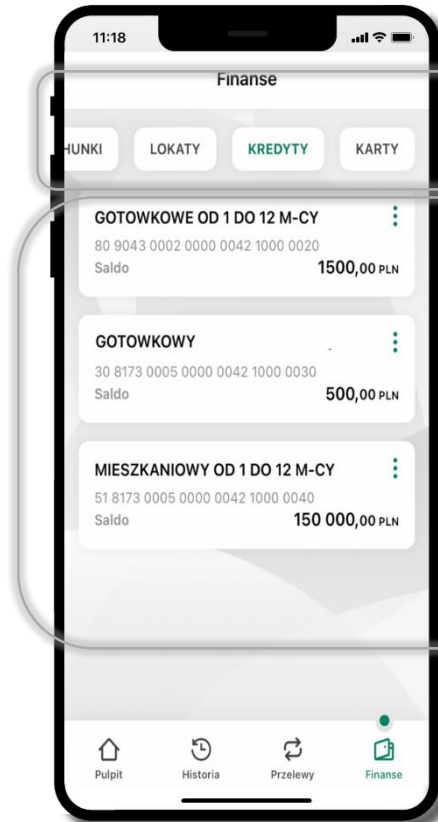 11:18
Finanse
HUNKI LOKATY KREDYTY KARTY
GOTOWKOWE OD 1 DO 12 M-CY
80 9043 0002 0000 0042 1000 0020
Saldo 1500,00 PLN
GOTOWKOWY
30 8173 0005 0000 0042 1000 0030
Saldo 500,00 PLN
MIESZKANIOWY OD 1 DO 12 M-CY
51 8173 0005 0000 0042 1000 0040
Saldo 150 000,00 PLN
Pulpit Historia Przelewy Finanse